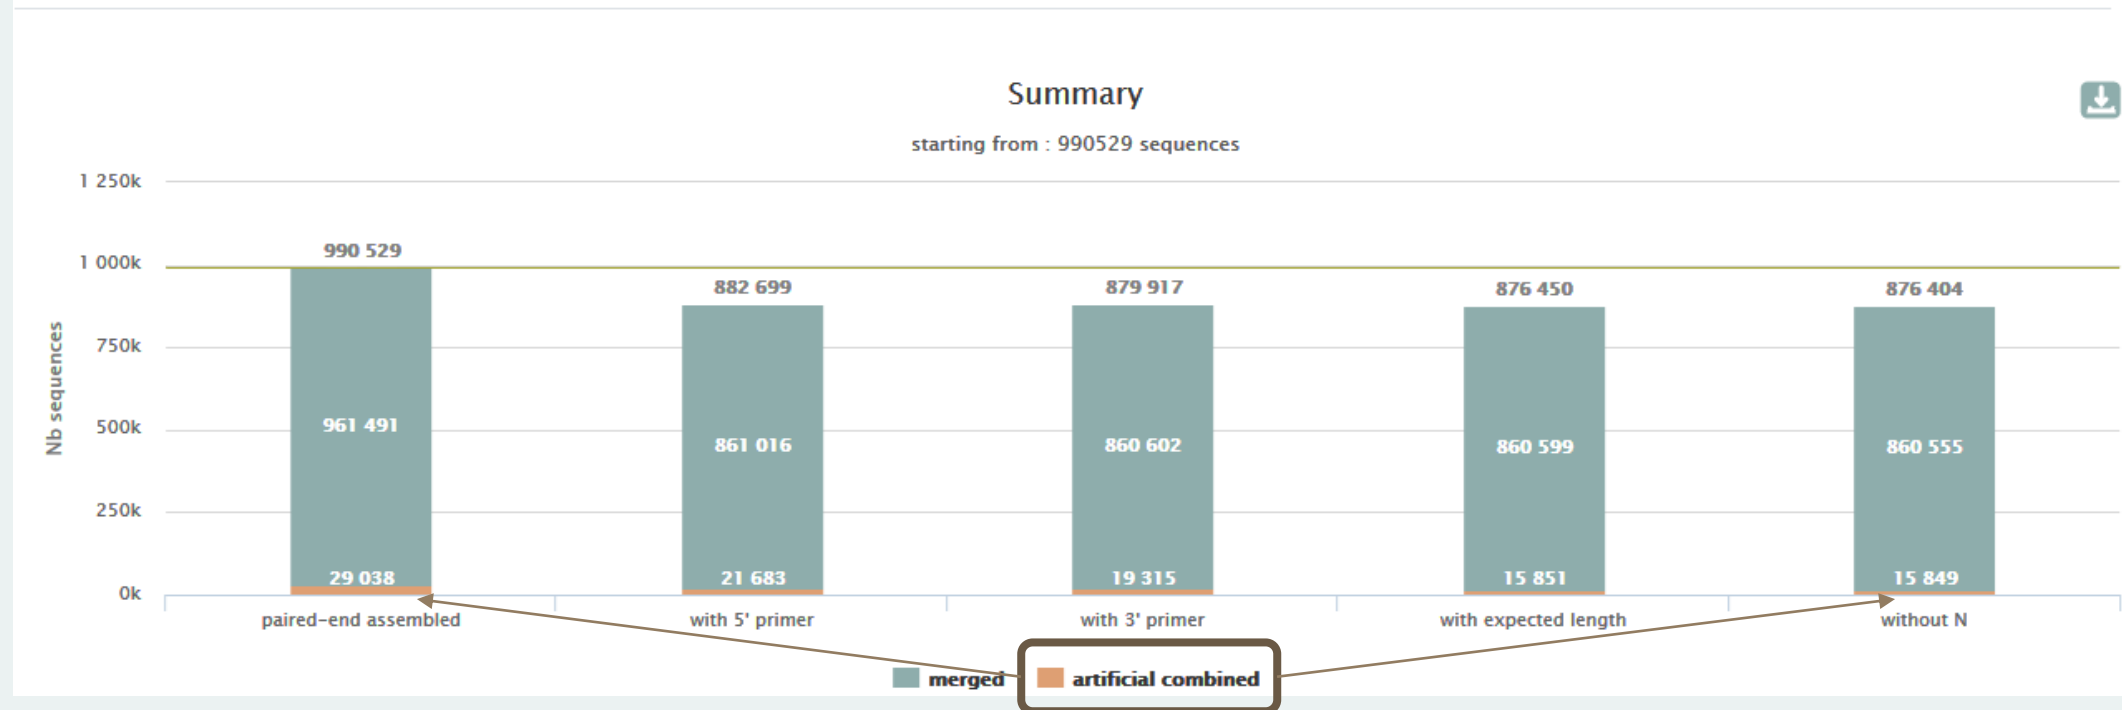 Summary
starting from : 990529 sequences
1 250k
1 000k
750k
500k
250k
0k
Nb sequences
990 529
882 699
879 917
876 450
876 404
961 491
861 016
860 602
860 599
860 555
29 038
21 683
19 315
15 851
15 849
paired-end assembled
with 5' primer
with 3' primer
with expected length
without N
merged
artificial combined